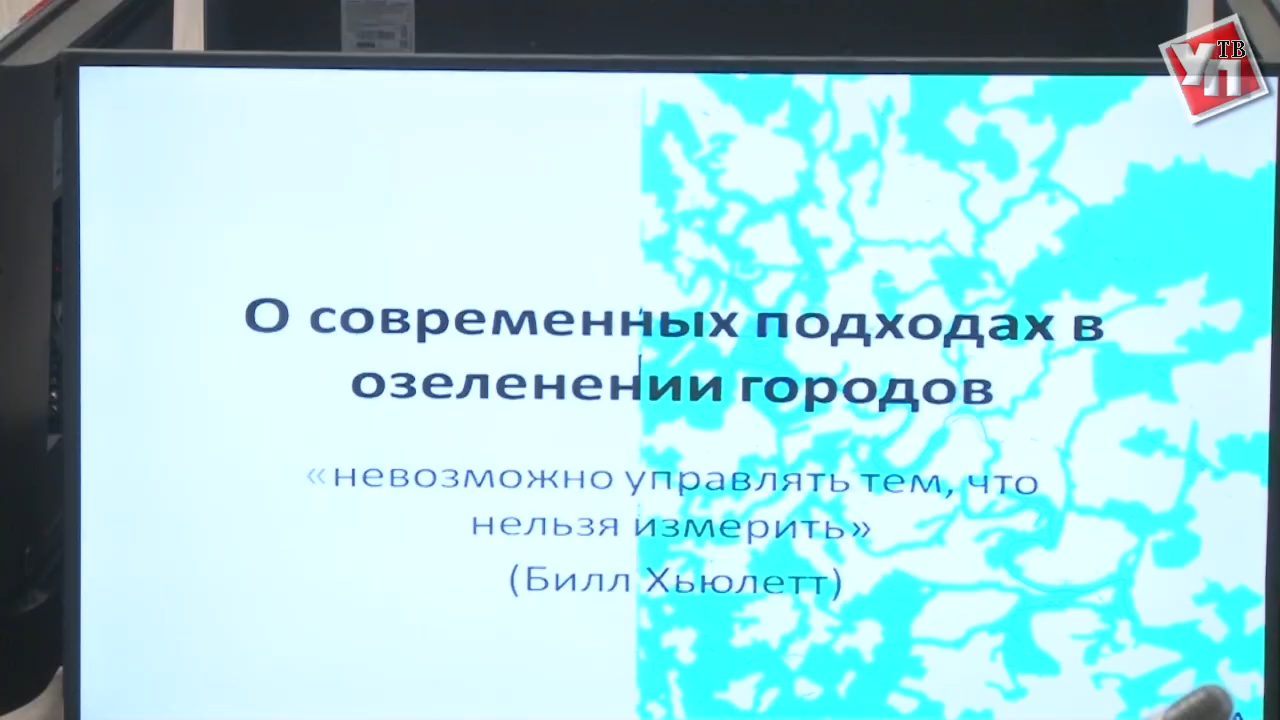 УП ТВ
О современных подходах в
озеленении городов
«невозможно управлять тем, что
нельзя измерить»
(Билл Хьюлетт)